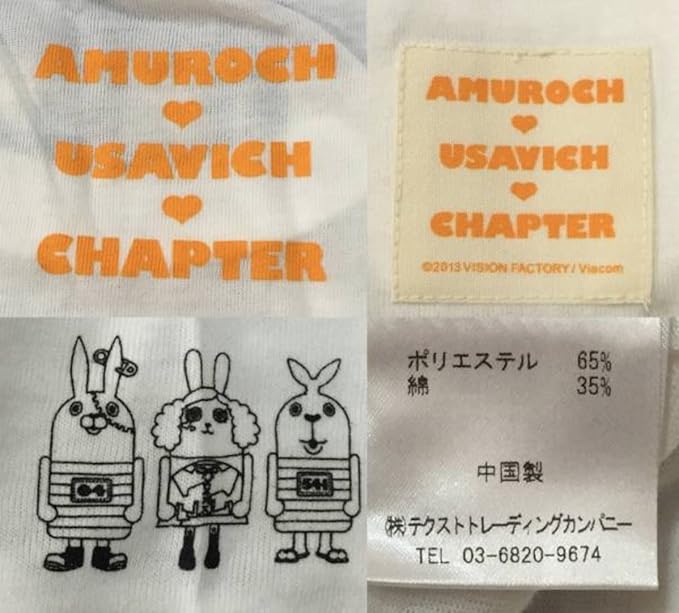 AMUROCH
USAVICH
CHAPTER
AMUROCH
USAVICH
CHAPTER
©2013 VISION FACTORY / Viacom
04
541
ポリエステル 65%
綿 35%
中国製
㈱テクストトレーディングカンパニー
TEL 03-6820-9674